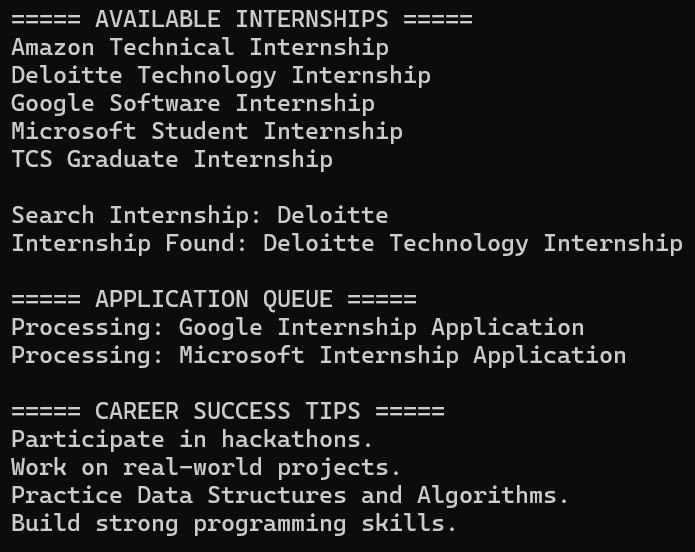 ===== AVAILABLE INTERNSHIPS =====
Amazon Technical Internship
Deloitte Technology Internship
Google Software Internship
Microsoft Student Internship
TCS Graduate Internship
Search Internship: Deloitte
Internship Found: Deloitte Technology Internship
===== APPLICATION QUEUE =====
Processing: Google Internship Application
Processing: Microsoft Internship Application
===== CAREER SUCCESS TIPS =====
Participate in hackathons.
Work on real-world projects.
Practice Data Structures and Algorithms.
Build strong programming skills.